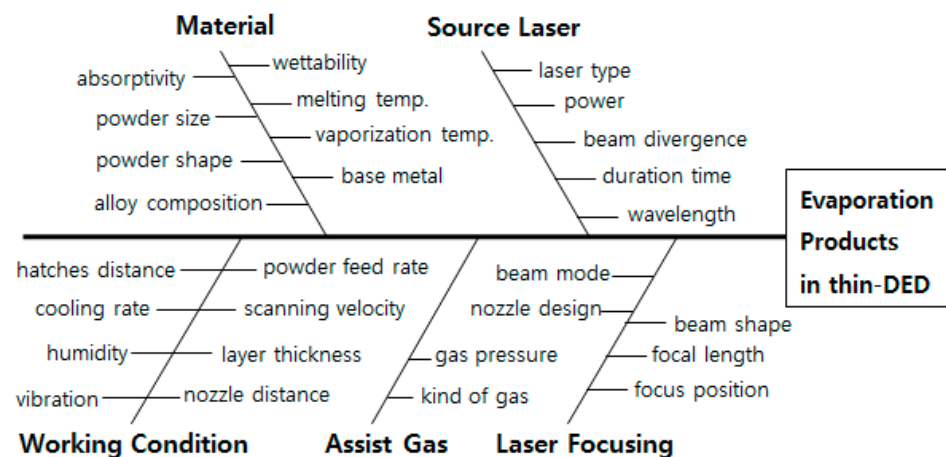 Material
Source Laser
wettability
absorptivity
melting temp.
powder size
vaporization temp.
powder shape
base metal
alloy composition
laser type
power
beam divergence
duration time
wavelength
Evaporation
Products
in thin-DED
hatches distance
powder feed rate
cooling rate
scanning velocity
humidity
layer thickness
vibration
nozzle distance
gas pressure
kind of gas
beam mode
nozzle design
beam shape
focal length
focus position
Working Condition
Assist Gas
Laser Focusing